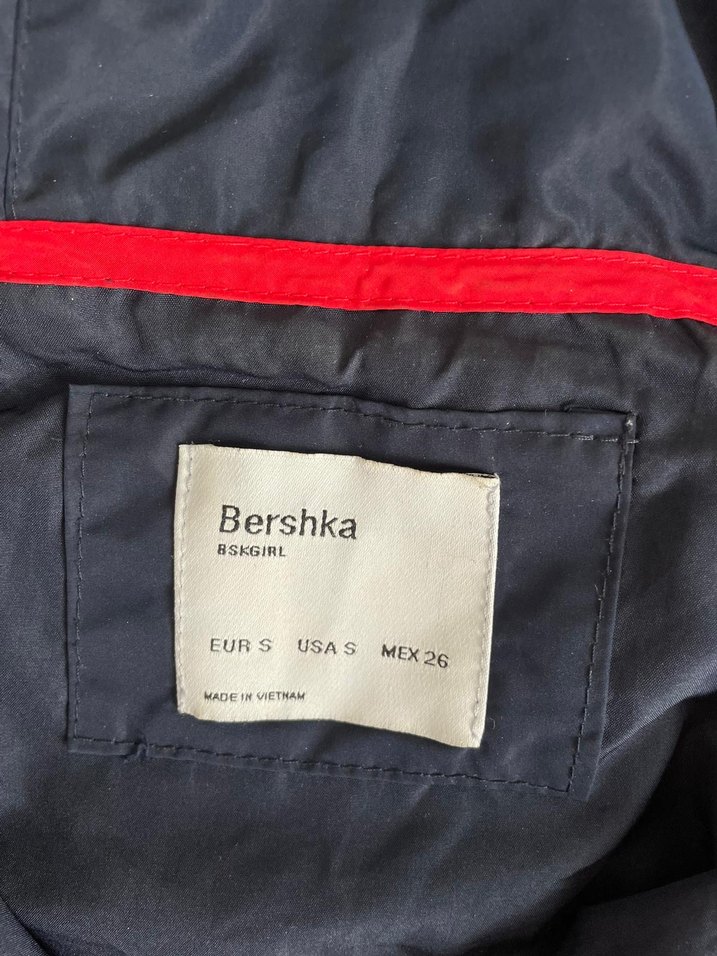 Bershka
BSKGIRL
EUR S USA S MEX 26
MADE IN VIETNAM